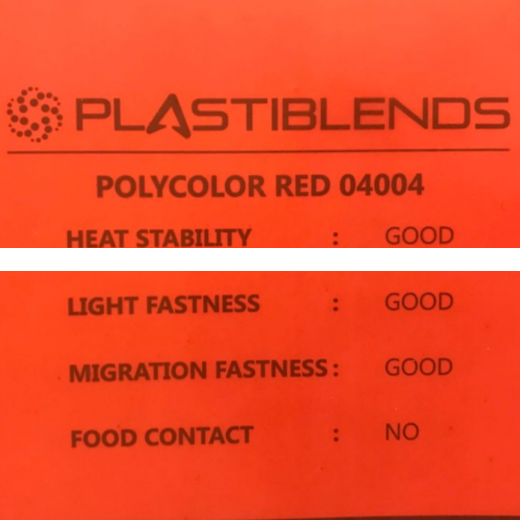 PLASTIBLENDS
POLYCOLOR RED 04004
HEAT STABILITY : GOOD
LIGHT FASTNESS : GOOD
MIGRATION FASTNESS : GOOD
FOOD CONTACT : NO